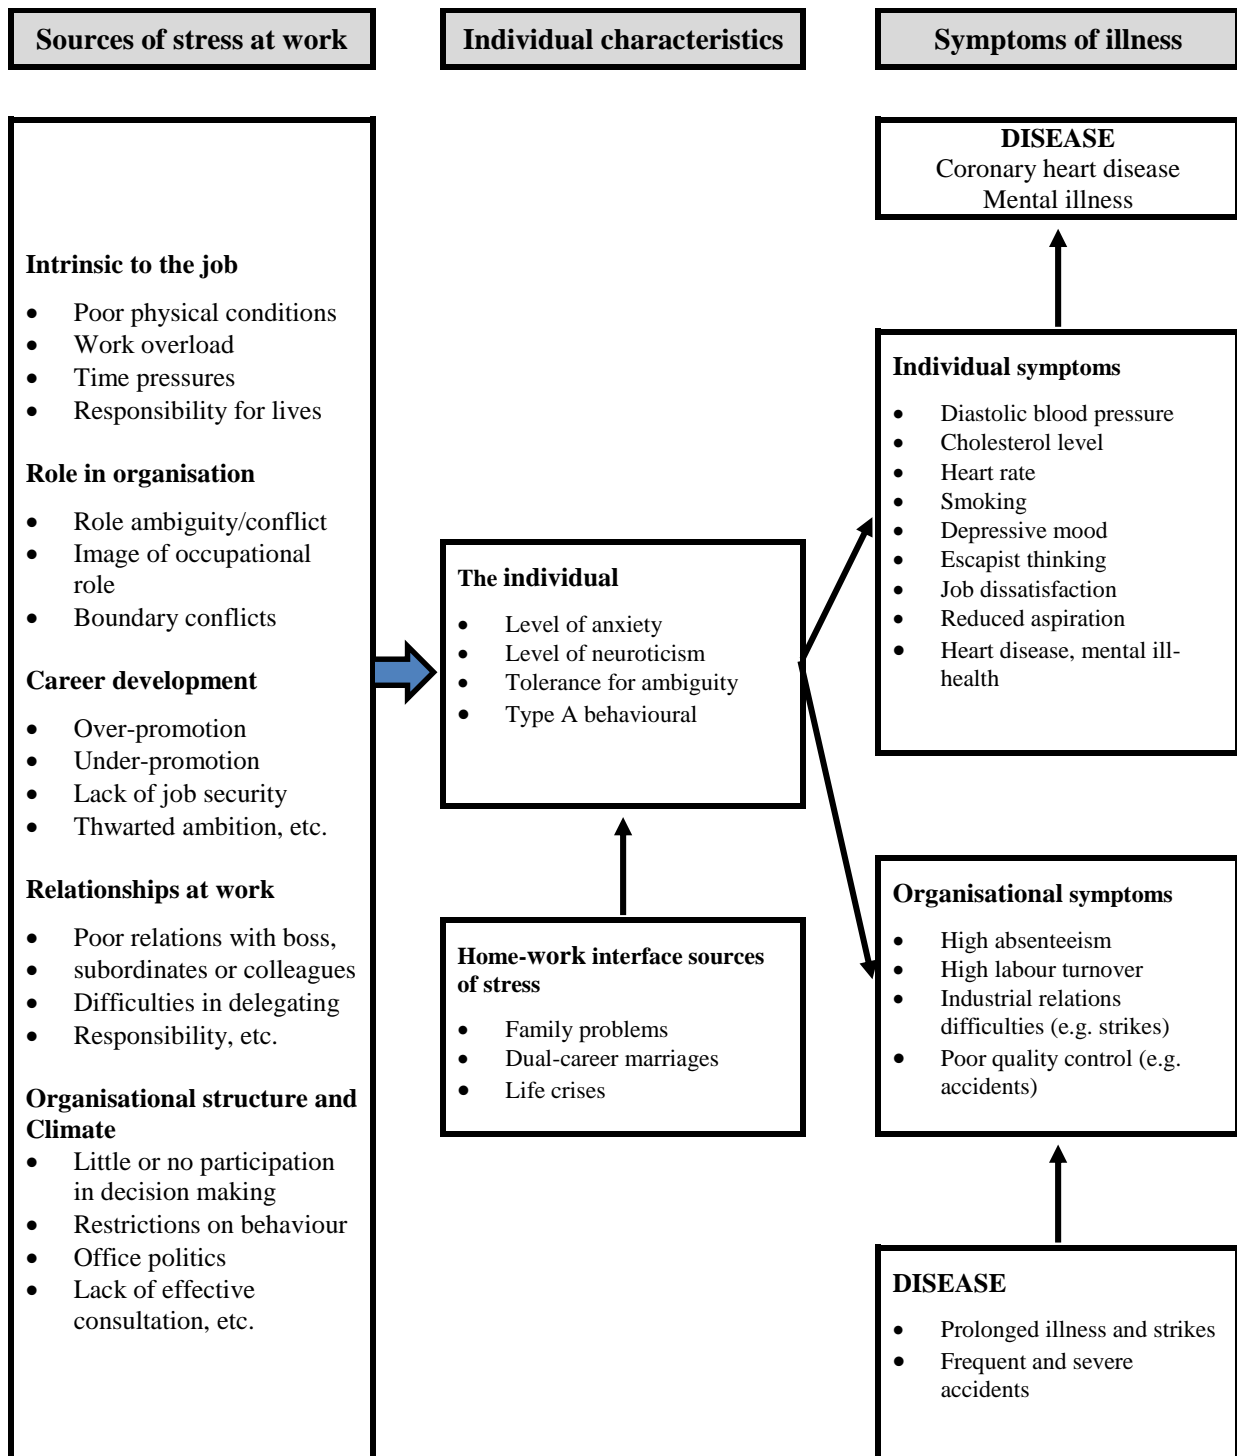 Sources of stress at work
Individual characteristics
Symptoms of illness
Intrinsic to the job
• Poor physical conditions
• Work overload
• Time pressures
• Responsibility for lives
Role in organisation
• Role ambiguity/conflict
• Image of occupational
role
• Boundary conflicts
Career development
• Over-promotion
• Under-promotion
• Lack of job security
• Thwarted ambition, etc.
Relationships at work
• Poor relations with boss,
• subordinates or colleagues
• Difficulties in delegating
• Responsibility, etc.
Organisational structure and
Climate
• Little or no participation
in decision making
• Restrictions on behaviour
• Office politics
• Lack of effective
consultation, etc.
The individual
• Level of anxiety
• Level of neuroticism
• Tolerance for ambiguity
• Type A behavioural
Home-work interface sources
of stress
• Family problems
• Dual-career marriages
• Life crises
DISEASE
Coronary heart disease
Mental illness
Individual symptoms
• Diastolic blood pressure
• Cholesterol level
• Heart rate
• Smoking
• Depressive mood
• Escapist thinking
• Job dissatisfaction
• Reduced aspiration
• Heart disease, mental ill-
health
Organisational symptoms
• High absenteeism
• High labour turnover
• Industrial relations
difficulties (e.g. strikes)
• Poor quality control (e.g.
accidents)
DISEASE
• Prolonged illness and strikes
• Frequent and severe
accidents